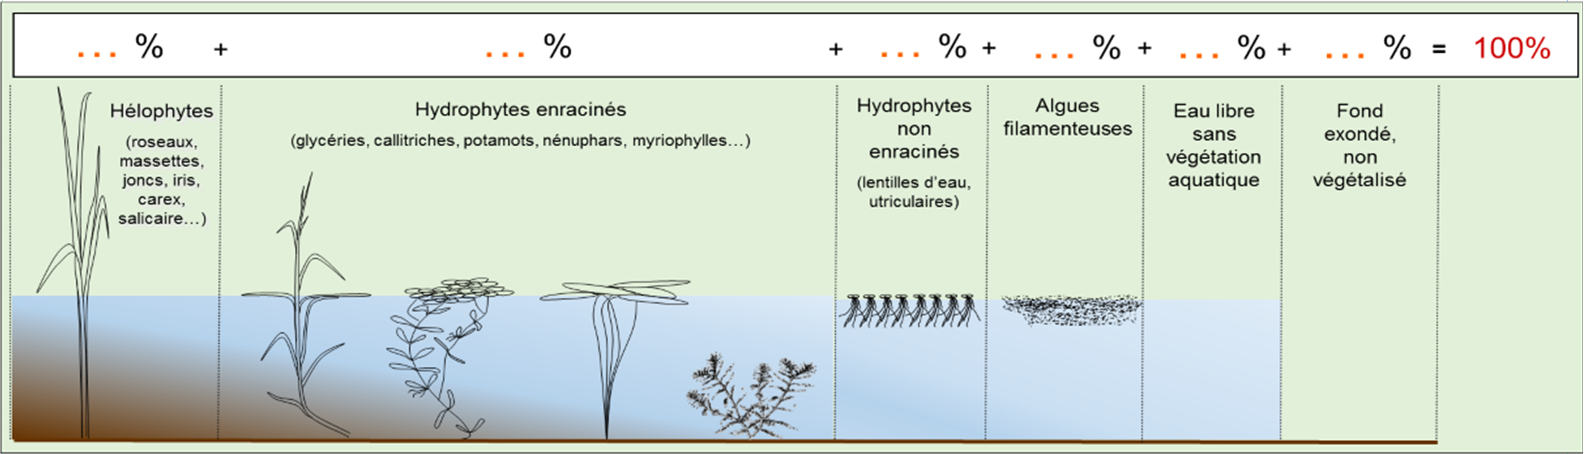 ... % + ... % + ... % + ... % + ... % + ... % = 100%
Hélophytes
(roseaux,
massettes,
joncs, iris,
carex,
salicaire…)
Hydrophytes enracinés
(glycéries, callitriches, potamots, nénuphars, myriophylles…)
Hydrophytes
non
enracinés
(lentilles d'eau,
utriculaires)
Algues
filamenteuses
Eau libre
sans
végétation
aquatique
Fond
exondé,
non
végétalisé